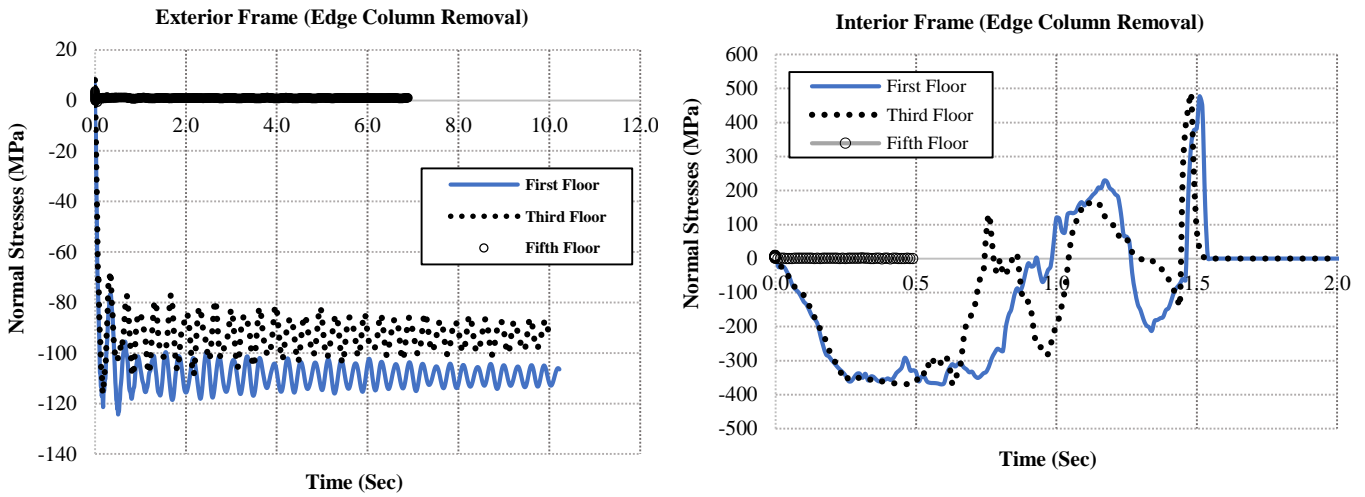 Exterior Frame (Edge Column Removal)
20
0
-20
-40
-60
-80
-100
-120
-140
0.0 2.0 4.0 6.0 8.0 10.0 12.0
Normal Stresses (MPa)
Time (Sec)
First Floor
Third Floor
Fifth Floor
Interior Frame (Edge Column Removal)
600
500
400
300
200
100
0
-100
-200
-300
-400
-500
0.0 0.5 1.0 1.5 2.0
Normal Stresses (MPa)
Time (Sec)
First Floor
Third Floor
Fifth Floor